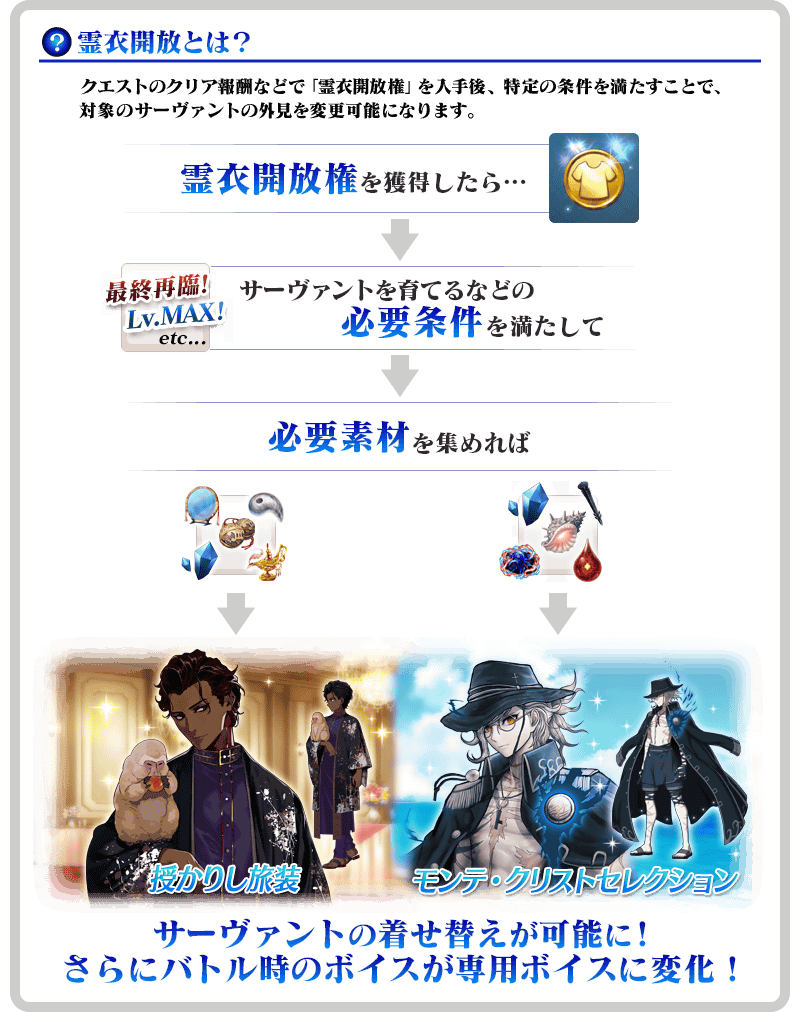 ?霊衣開放とは?
クエストのクリア報酬などで「霊衣開放権」を入手後、特定の条件を満たすことで、
対象のサーヴァントの外見を変更可能になります。
霊衣開放権を獲得したら…
最終再臨!
Lv.MAX!
etc...
サーヴァントを育てるなどの
必要条件を満たして
必要素材を集めれば
授かりし旅装
モンテ・クリストセレクション
サーヴァントの着せ替えが可能に!
さらにバトル時のボイスが専用ボイスに変化!